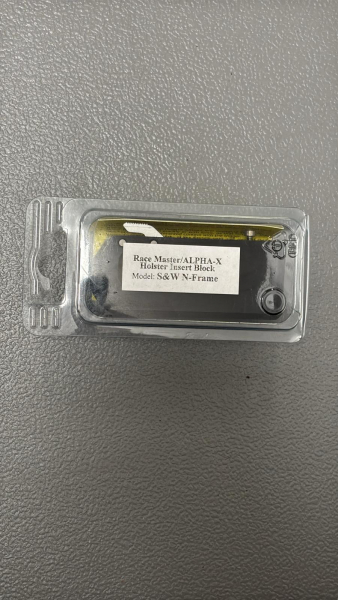 Race Master/ALPHA-X
Holster Insert Block
Model: S&W N-Frame